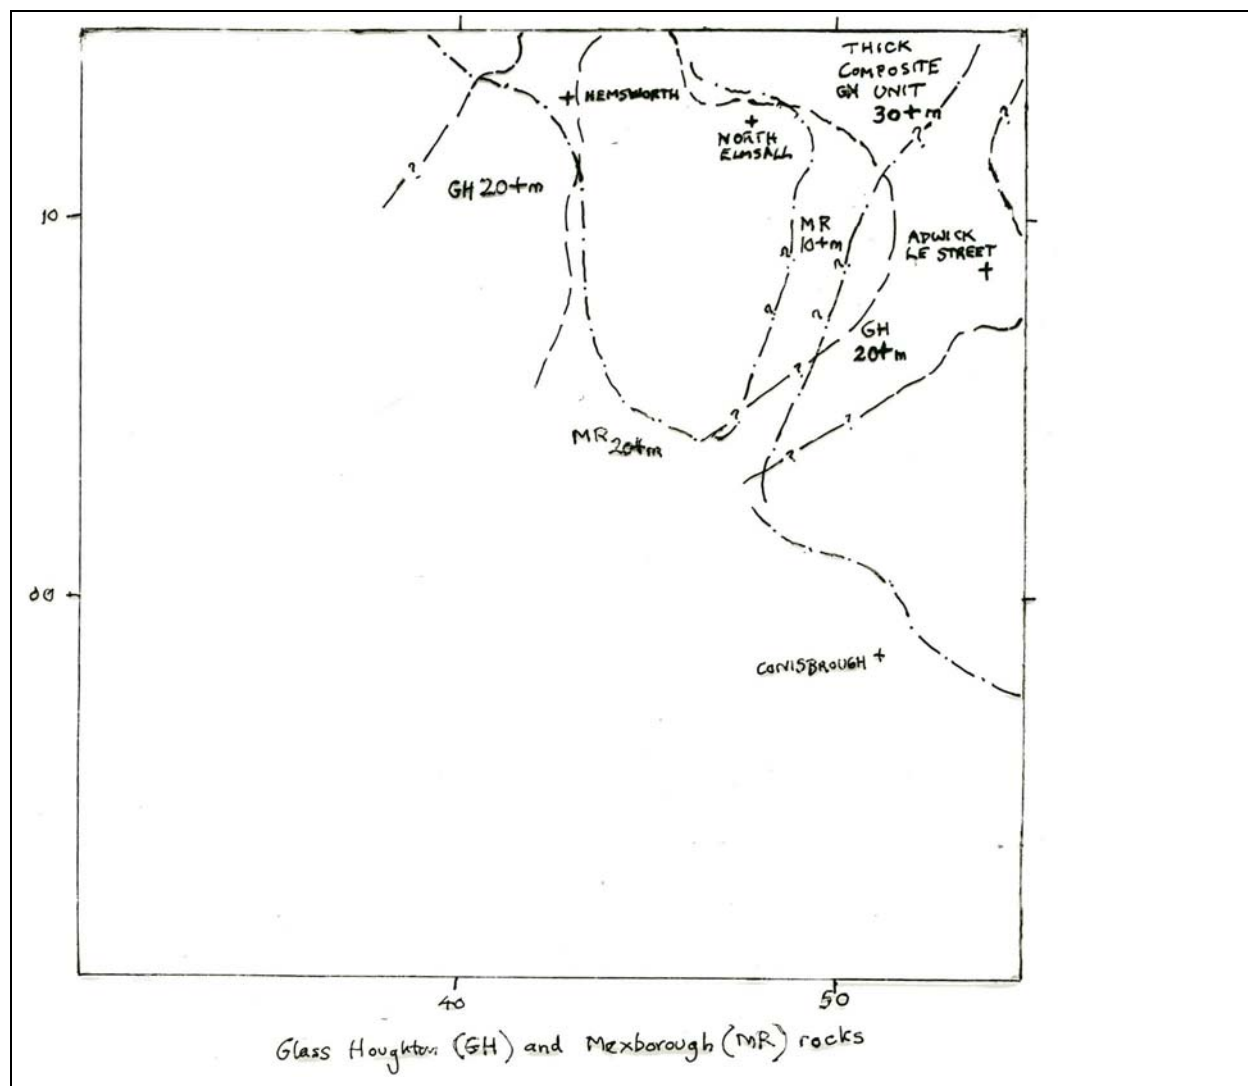 THICK
COMPOSITE
GH UNIT
30+m
HEMSWORTH
NORTH
ELMSALL
GH 20+m
10
MR
10+m
ADWICK
LE STREET
GH
20+m
MR 20+m
00
CONISBROUGH
40
50
Glass Houghton (GH) and Mexborough (MR) rocks